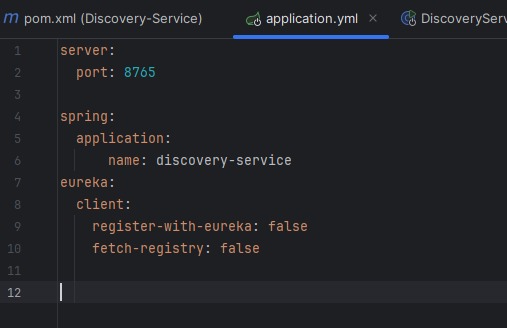 pom.xml (Discovery-Service) application.yml DiscoverySer
1 server:
2   port: 8765
3
4 spring:
5   application:
6       name: discovery-service
7 eureka:
8   client:
9     register-with-eureka: false
10     fetch-registry: false
11
12